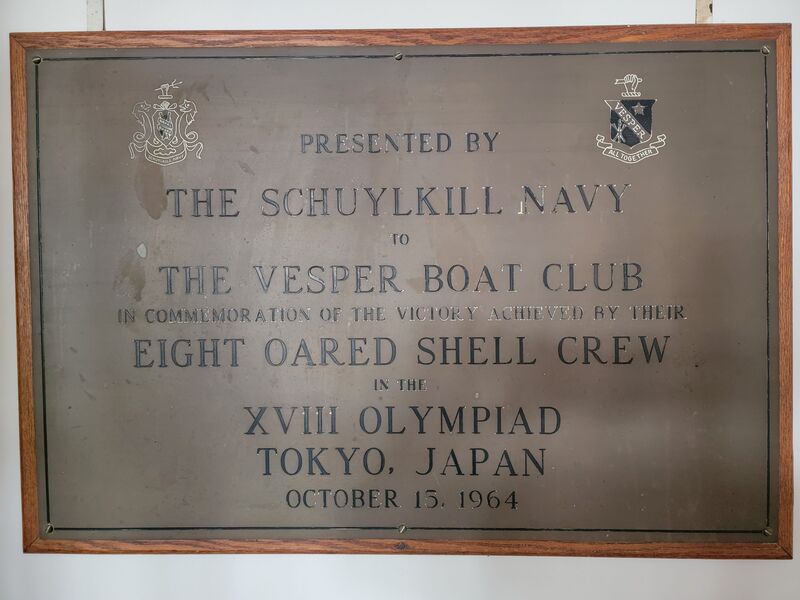 PRESENTED BY
THE SCHUYLKILL NAVY
TO
THE VESPER BOAT CLUB
IN COMMEMORATION OF THE VICTORY ACHIEVED BY THEIR
EIGHT OARED SHELL CREW
IN THE
XVIII OLYMPIAD
TOKYO, JAPAN
OCTOBER 15, 1964
VESPER
ALL TOGETHER